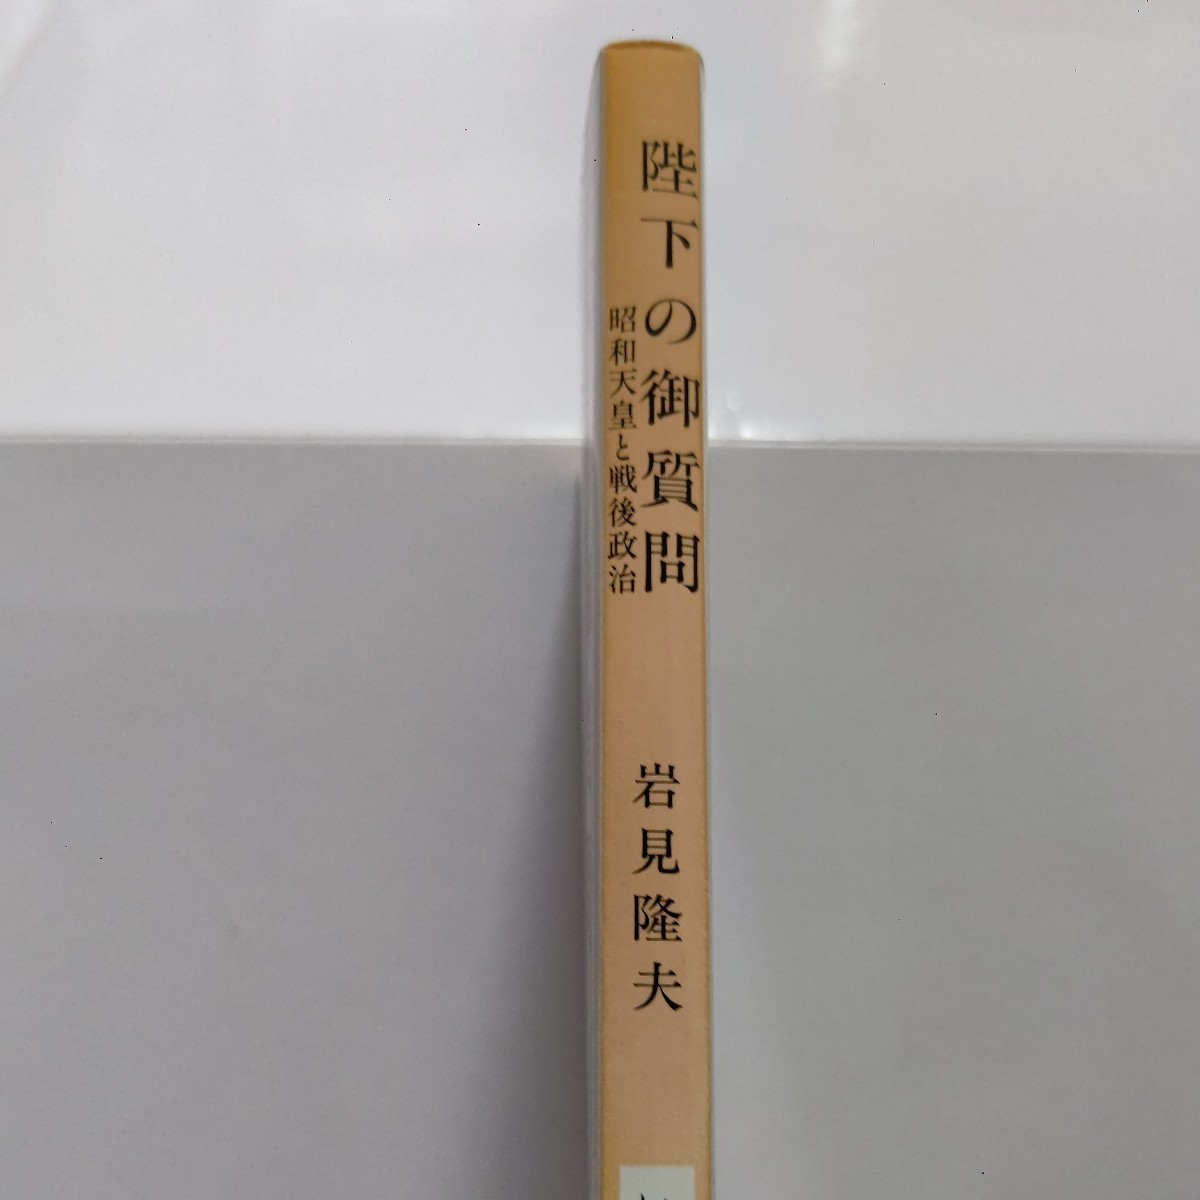 陛下の御質問
昭和天皇と戦後政治
岩見隆夫